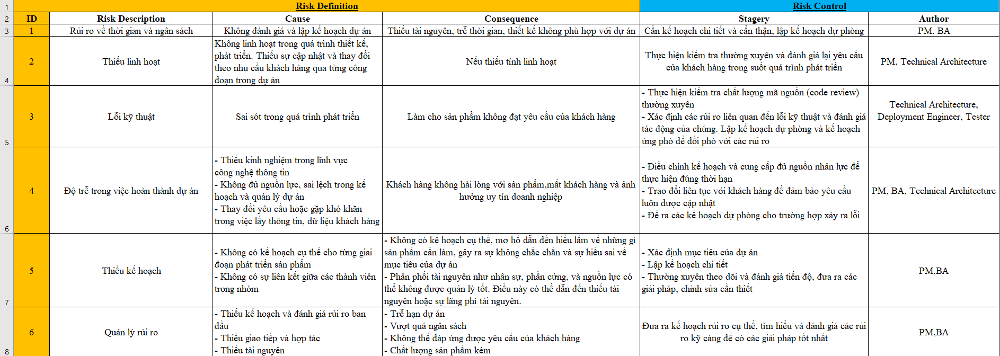 1 Risk Definition Risk Control
2 ID Risk Description Cause Consequence Stagery Author
3 1 Rủi ro về thời gian và ngân sách Không đánh giá và lập kế hoạch dự án Thiếu tài nguyên, trễ thời gian, thiết kế không phù hợp với dự án Cần kế hoạch chi tiết và cẩn thận, lập kế hoạch dự phòng PM, BA
4
2
Thiếu linh hoạt
Không linh hoạt trong quá trình thiết kế,
phát triển. Thiếu sự cập nhật và thay đổi
theo nhu cầu khách hàng qua từng công
đoạn trong dự án
Nếu thiếu tính linh hoạt
Thực hiện kiểm tra thường xuyên và đánh giá lại yêu cầu
của khách hàng trong suốt quá trình phát triển
PM, Technical Architecture
5
3
Lỗi kỹ thuật
Sai sót trong quá trình phát triển
Làm cho sản phẩm không đạt yêu cầu của khách hàng
- Thực hiện kiểm tra chất lượng mã nguồn (code review)
thường xuyên
- Xác định các rủi ro liên quan đến lỗi kỹ thuật và đánh giá
tác động của chúng. Lập kế hoạch dự phòng và kế hoạch
ứng phó để đối phó với các rủi ro
Technical Architecture,
Deployment Engineer, Tester
6
4
Độ trễ trong việc hoàn thành dự án
- Thiếu kinh nghiệm trong lĩnh vực
công nghệ thông tin
- Không đủ nguồn lực, sai lệch trong kế
hoạch và quản lý dự án
- Thay đổi yêu cầu hoặc gặp khó khăn
trong việc lấy thông tin, dữ liệu khách hàng
Khách hàng không hài lòng với sản phẩm,mất khách hàng và ảnh
hưởng uy tín doanh nghiệp
- Điều chỉnh kế hoạch và cung cấp đủ nguồn nhân lực để
thực hiện đúng thời hạn
- Trao đổi liên tục với khách hàng để đảm bảo yêu cầu
luôn được cập nhật
- Đề ra các kế hoạch dự phòng cho trường hợp xảy ra lỗi
PM, BA, Technical Architecture
7
5
Thiếu kế hoạch
- Không có kế hoạch cụ thể cho từng giai
đoạn phát triển sản phẩm
- Không có sự liên kết giữa các thành viên
trong nhóm
- Không có kế hoạch cụ thể, mơ hồ dẫn đến hiểu lầm về những gì
sản phẩm cần làm, gây ra sự không chắc chắn và sự hiểu sai về
mục tiêu của dự án
- Phân phối tài nguyên như nhân sự, phần cứng, và nguồn lực có
thể không được quản lý tốt. Điều này có thể dẫn đến thiếu tài
nguyên hoặc sự lãng phí tài nguyên.
- Xác định mục tiêu của dự án
- Lập kế hoạch chi tiết
- Thường xuyên theo dõi và đánh giá tiến độ, đưa ra các
giải pháp, chỉnh sửa cần thiết
PM,BA
8
6
Quản lý rủi ro
- Thiếu kế hoạch và đánh giá rủi ro ban
đầu
- Thiếu giao tiếp và hợp tác
- Thiếu tài nguyên
- Trễ hạn dự án
- Vượt quá ngân sách
- Không thể đáp ứng được yêu cầu của khách hàng
- Chất lượng sản phẩm kém
Đưa ra kế hoạch rủi ro cụ thể, tìm hiểu và đánh giá các rủi
ro kỹ càng để có các giải pháp tốt nhất
PM,BA